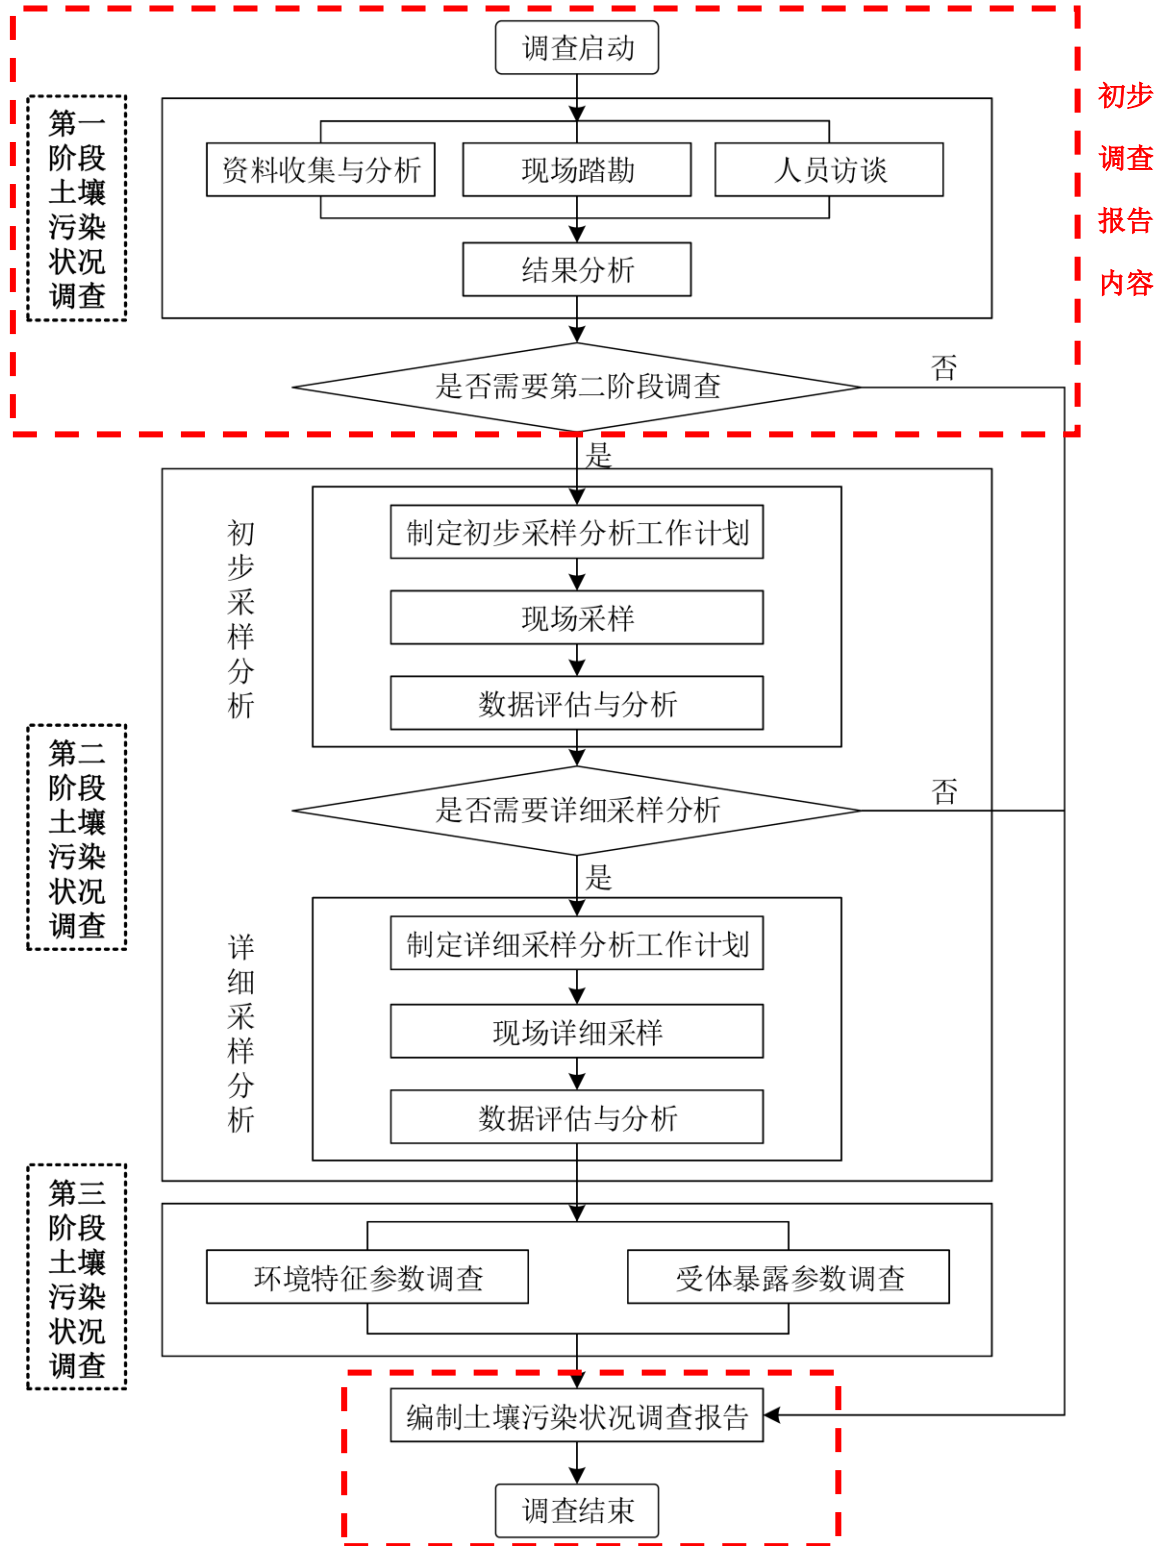 调查启动
初步
调查
报告
内容
第一
阶段
土壤
污染
状况
调查
资料收集与分析
现场踏勘
人员访谈
结果分析
是否需要第二阶段调查
否
是
初
步
采
样
分
析
制定初步采样分析工作计划
现场采样
数据评估与分析
第二
阶段
土壤
污染
状况
调查
是否需要详细采样分析
否
是
详
细
采
样
分
析
制定详细采样分析工作计划
现场详细采样
数据评估与分析
第三
阶段
土壤
污染
状况
调查
环境特征参数调查
受体暴露参数调查
编制土壤污染状况调查报告
调查结束